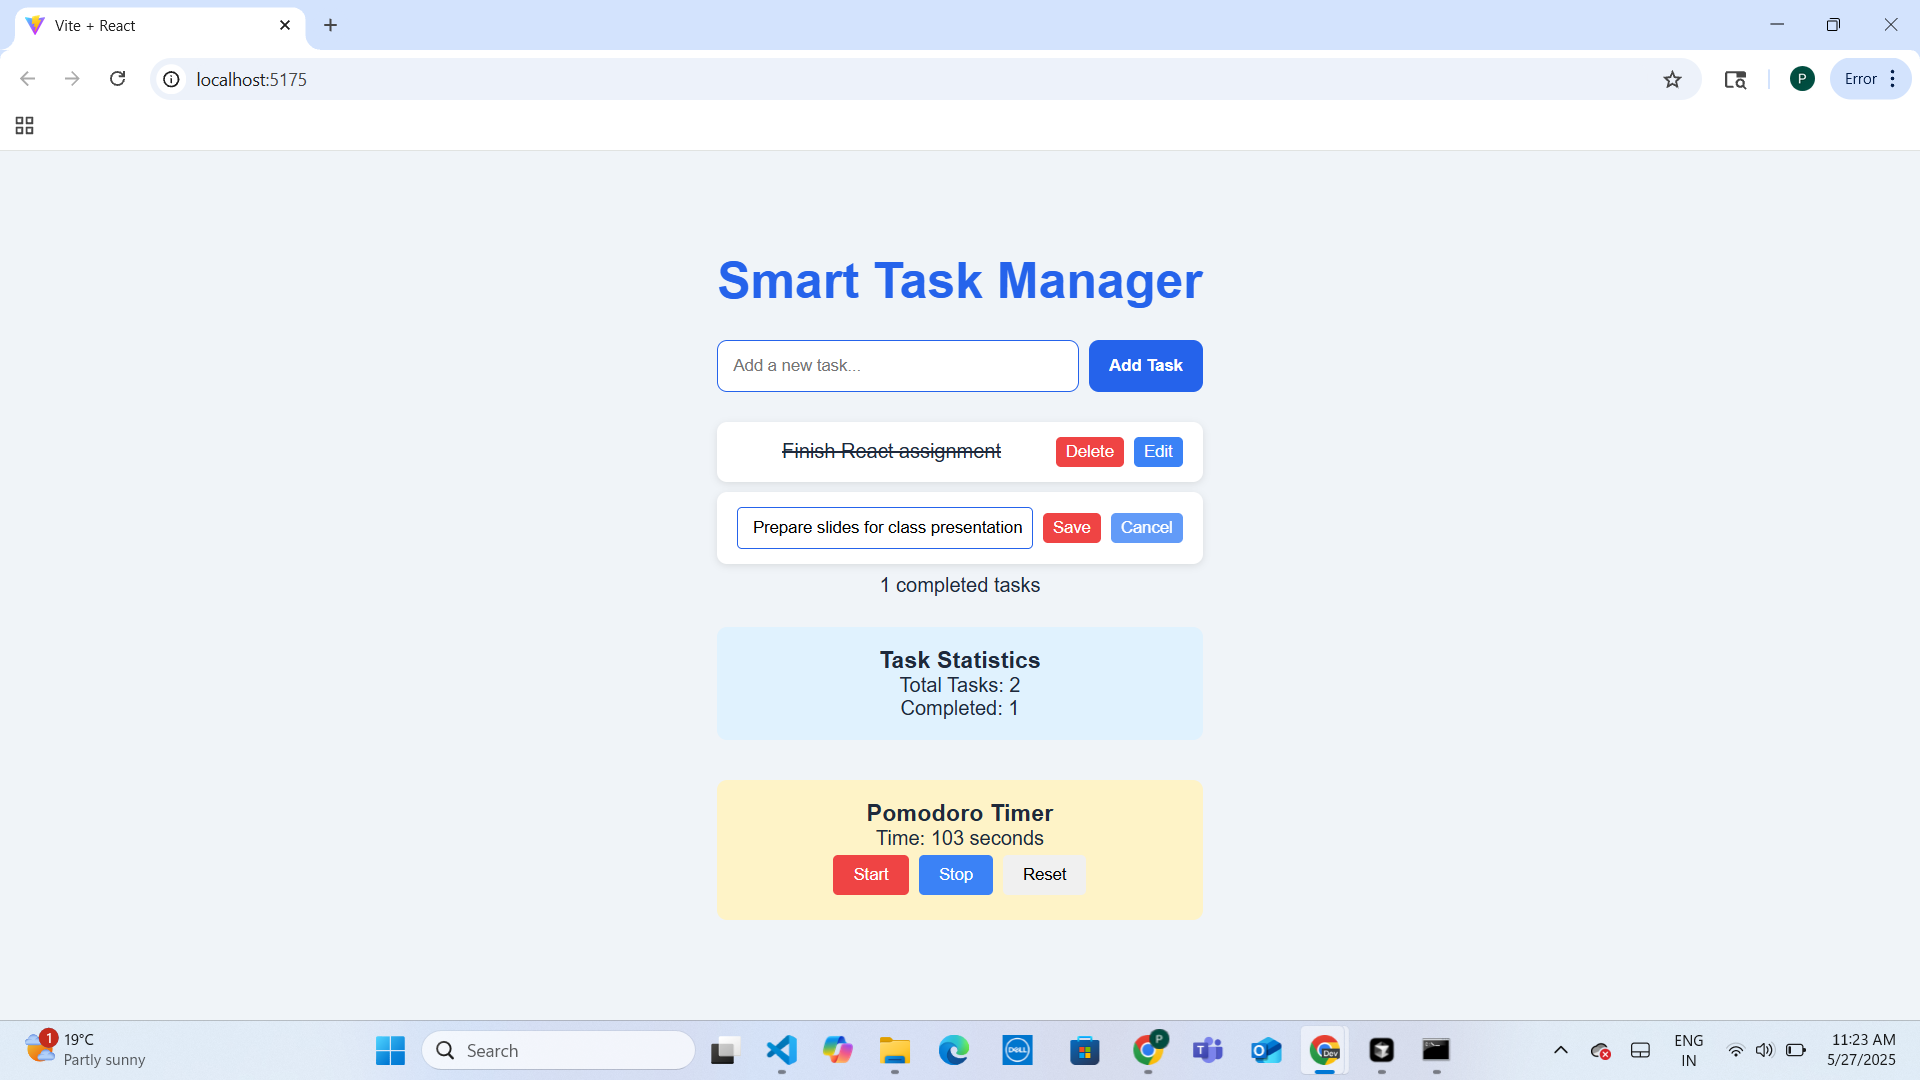 Vite + React
localhost:5175
P
Error
Smart Task Manager
Add a new task...
Add Task
Finish React assignment
Delete
Edit
Prepare slides for class presentation
Save
Cancel
1 completed tasks
Task Statistics
Total Tasks: 2
Completed: 1
Pomodoro Timer
Time: 103 seconds
Start
Stop
Reset
1
19°C
Partly sunny
Search
DELL
P
Dev
ENG
IN
11:23 AM
5/27/2025